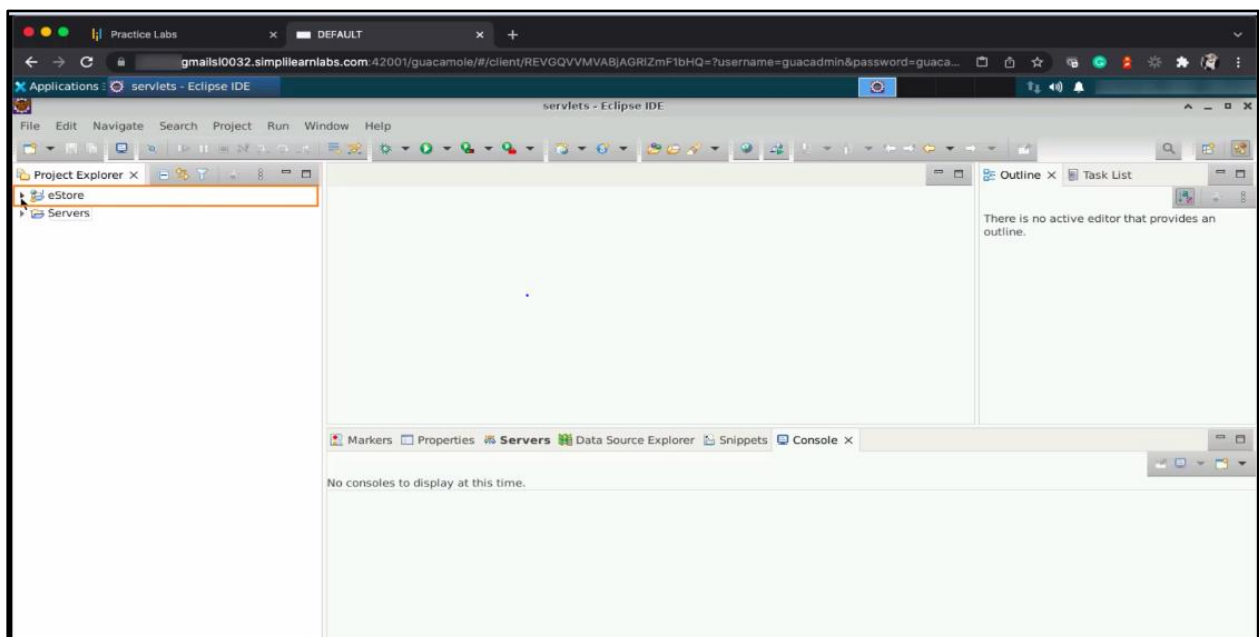 Practice Labs
DEFAULT
gmailsl0032.simplilearnlabs.com:42001/guacamole/#/client/REVGQVVMVABjAGRIZmF1bHQ=?username=guacadmin&password=guaca...
Applications
servlets - Eclipse IDE
servlets - Eclipse IDE
File Edit Navigate Search Project Run Window Help
Project Explorer
eStore
Servers
Outline
Task List
There is no active editor that provides an
outline.
Markers Properties Servers Data Source Explorer Snippets Console
No consoles to display at this time.